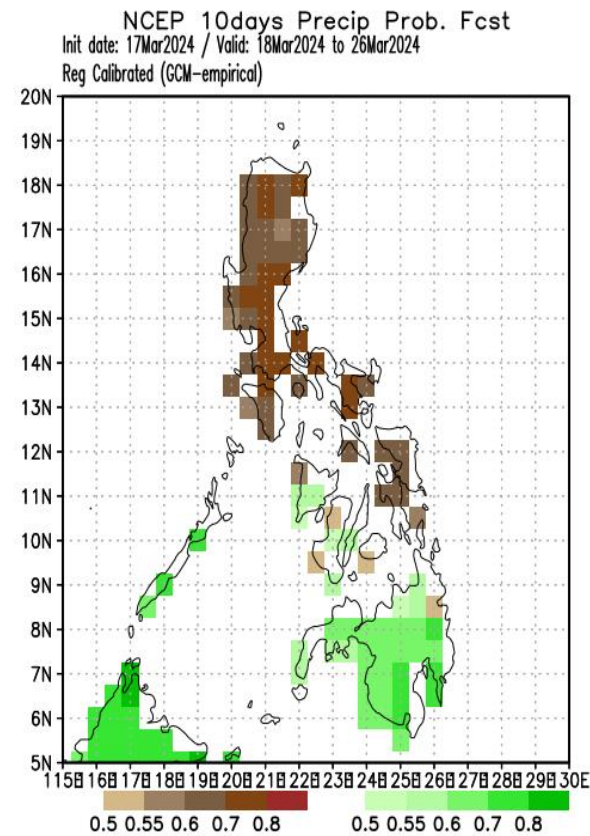 NCEP 10days Precip Prob. Fcst
Init date: 17Mar2024 / Valid: 18Mar2024 to 26Mar2024
Reg Calibrated (GCM-empirical)
20N
19N
18N
17N
16N
15N
14N
13N
12N
11N
10N
9N
8N
7N
6N
5N
115E 116E 117E 118E 119E 120E 121E 122E 123E 124E 125E 126E 127E 128E 129E 130E
0.5 0.55 0.6 0.7 0.8 0.5 0.55 0.6 0.7 0.8